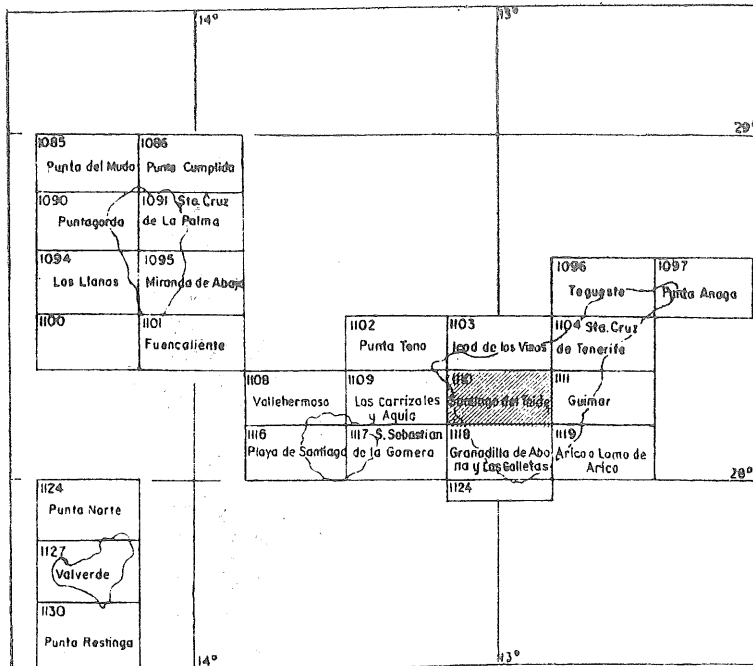 14°
13°
29°
1085
Punta del Mudo
1086
Punta Cumplida
1090
Puntagorda
1091 Sta. Cruz
de La Palma
1094
Los Llanos
1095
Miranda de Abajo
1100
1101
Fuencaliente
1096
Tegueste
1097
Punta Anaga
1102
Punta Teno
1103
Icod de los Vinos
1104 Sta. Cruz
de Tenerife
1108
Vallehermoso
1109
Los Carrizales
y Aqula
1110
Santiago del Teide
1111
Guimar
1116
Playa de Santiago
1117 S. Sebastian
de la Gomera
1118
Granadilla de Abo
na y Las Galletas
1119
Arico o Lomo de
Arico
1124
28°
1124
Punta Norte
1127
Valverde
1130
Punta Restinga
14°
13°